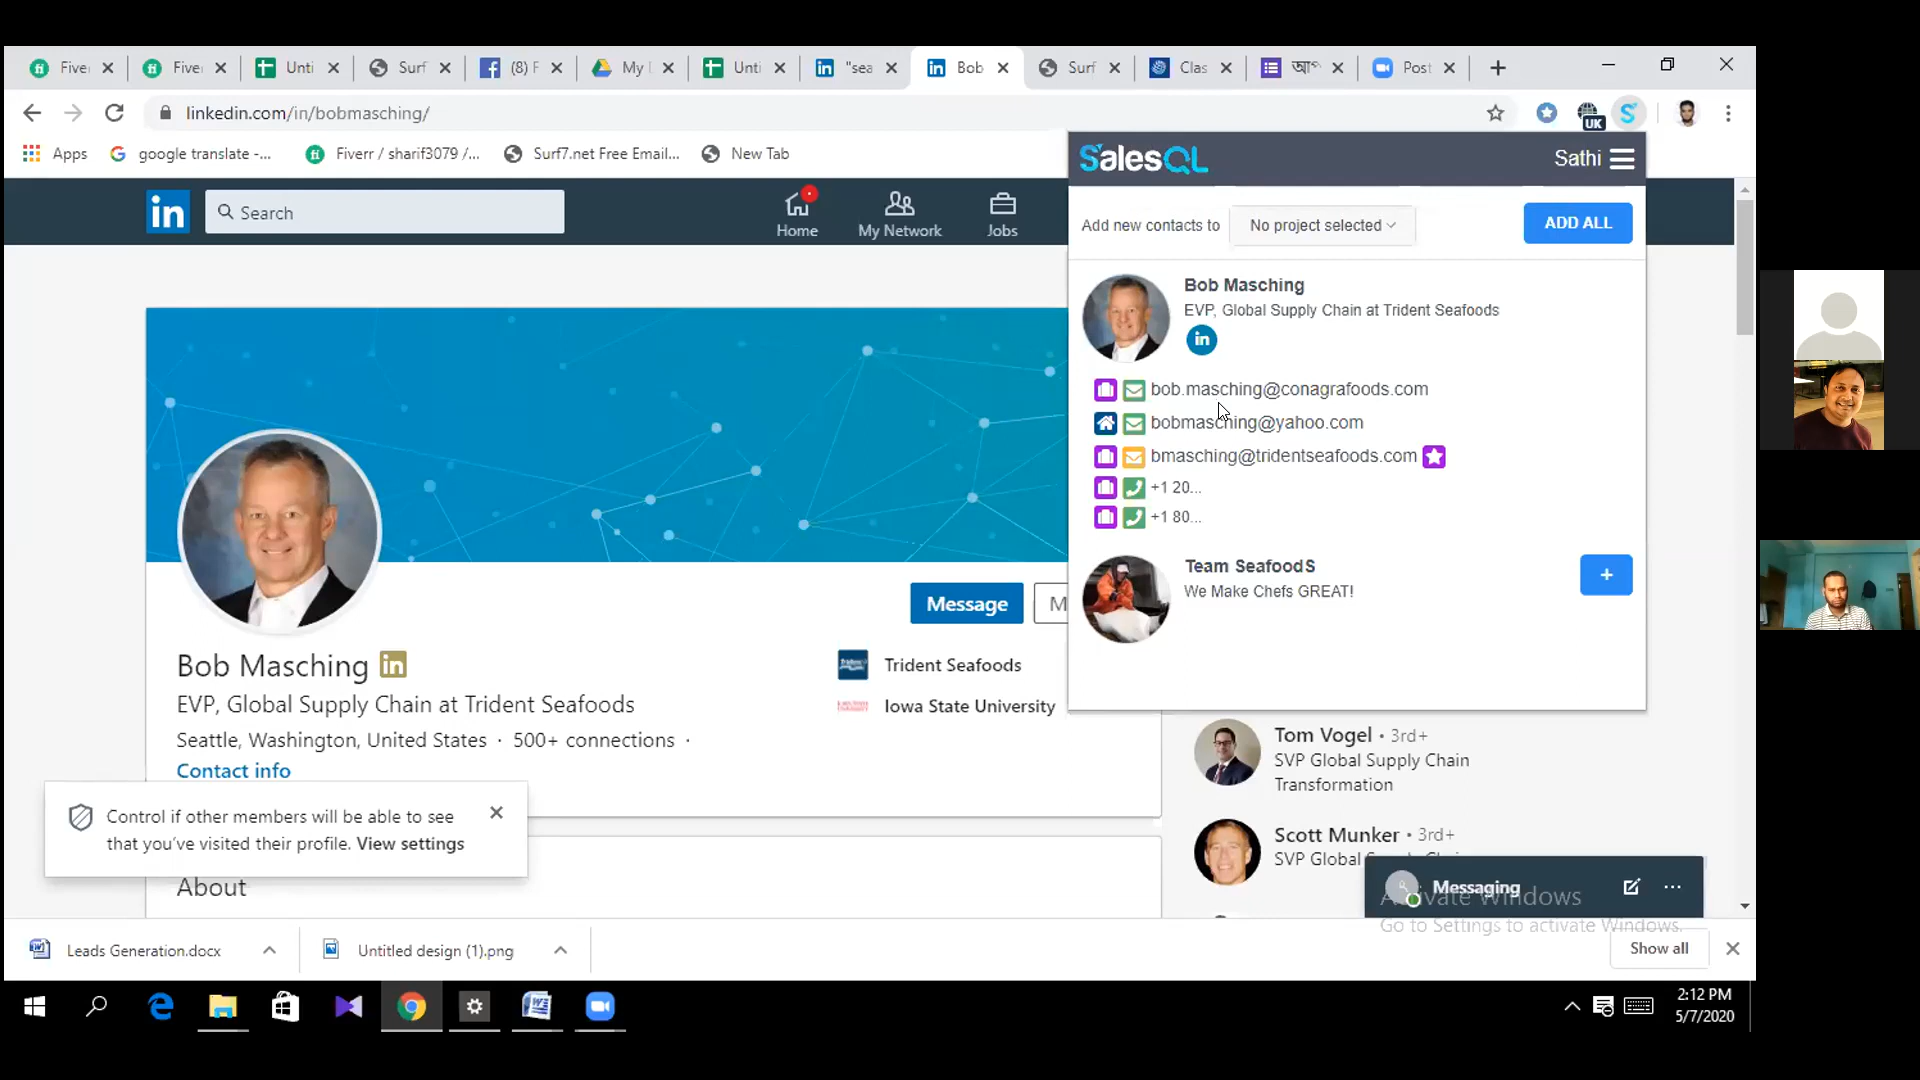 Five
Five
Unti
Surf
(8) F
My
Unti
"sea
Bob
Surf
Clas
আপ
Post
linkedin.com/in/bobmasching/
UK
Apps
google translate -...
Fiverr / sharif3079 /...
Surf7.net Free Email...
New Tab
SalesQL
Sathi
in
Search
Home
My Network
Jobs
Add new contacts to
No project selected
ADD ALL
Bob Masching
EVP, Global Supply Chain at Trident Seafoods
in
bob.masching@conagrafoods.com
bobmasching@yahoo.com
bmasching@tridentseafoods.com
+1 20...
+1 80...
Team SeafoodS
We Make Chefs GREAT!
+
Message
M
Bob Masching in
EVP, Global Supply Chain at Trident Seafoods
Seattle, Washington, United States · 500+ connections ·
Contact info
Trident Seafoods
Iowa State University
Tom Vogel • 3rd+
SVP Global Supply Chain
Transformation
Scott Munker • 3rd+
SVP Global
Control if other members will be able to see
that you've visited their profile. View settings
About
Messaging
Activate Windows
Go to Settings to activate Windows.
Leads Generation.docx
Untitled design (1).png
Show all
2:12 PM
5/7/2020